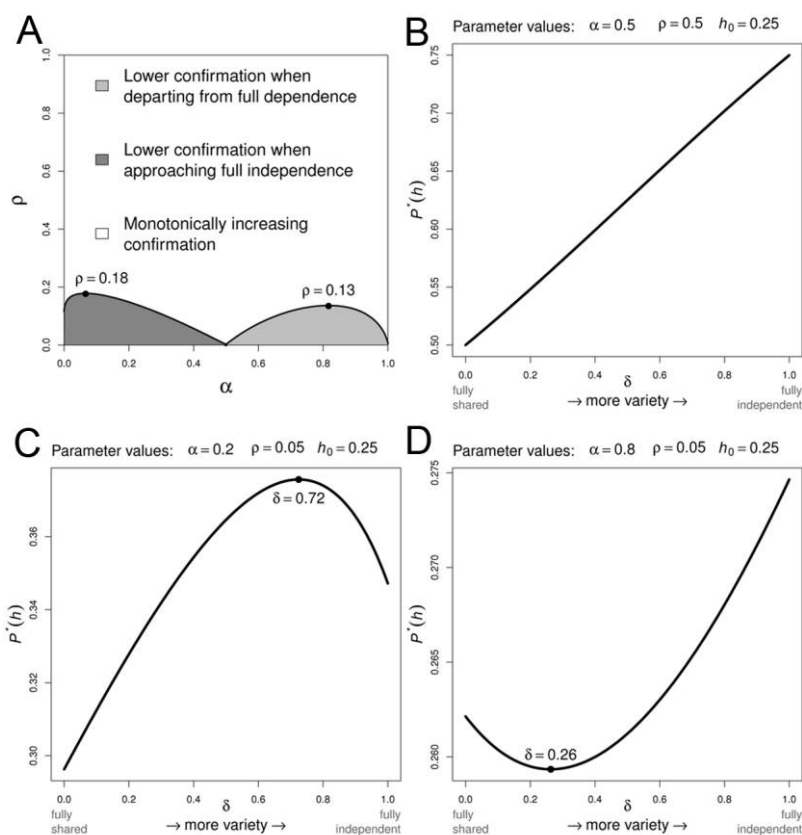 A
1.0
0.8
0.6
0.4
0.2
0.0
ρ
Lower confirmation when
departing from full dependence
Lower confirmation when
approaching full independence
Monotonically increasing
confirmation
ρ = 0.18
ρ = 0.13
0.0 0.2 0.4 0.6 0.8 1.0
α
B
Parameter values: α = 0.5 ρ = 0.5 h₀ = 0.25
0.75
0.70
0.65
0.60
0.55
0.50
P*(h)
0.0 0.2 0.4 0.6 0.8 1.0
fully δ fully
shared → more variety → independent
C
Parameter values: α = 0.2 ρ = 0.05 h₀ = 0.25
0.36
0.34
0.32
0.30
P*(h)
δ = 0.72
0.0 0.2 0.4 0.6 0.8 1.0
fully δ fully
shared → more variety → independent
D
Parameter values: α = 0.8 ρ = 0.05 h₀ = 0.25
0.275
0.270
0.265
0.260
P*(h)
δ = 0.26
0.0 0.2 0.4 0.6 0.8 1.0
fully δ fully
shared → more variety → independent